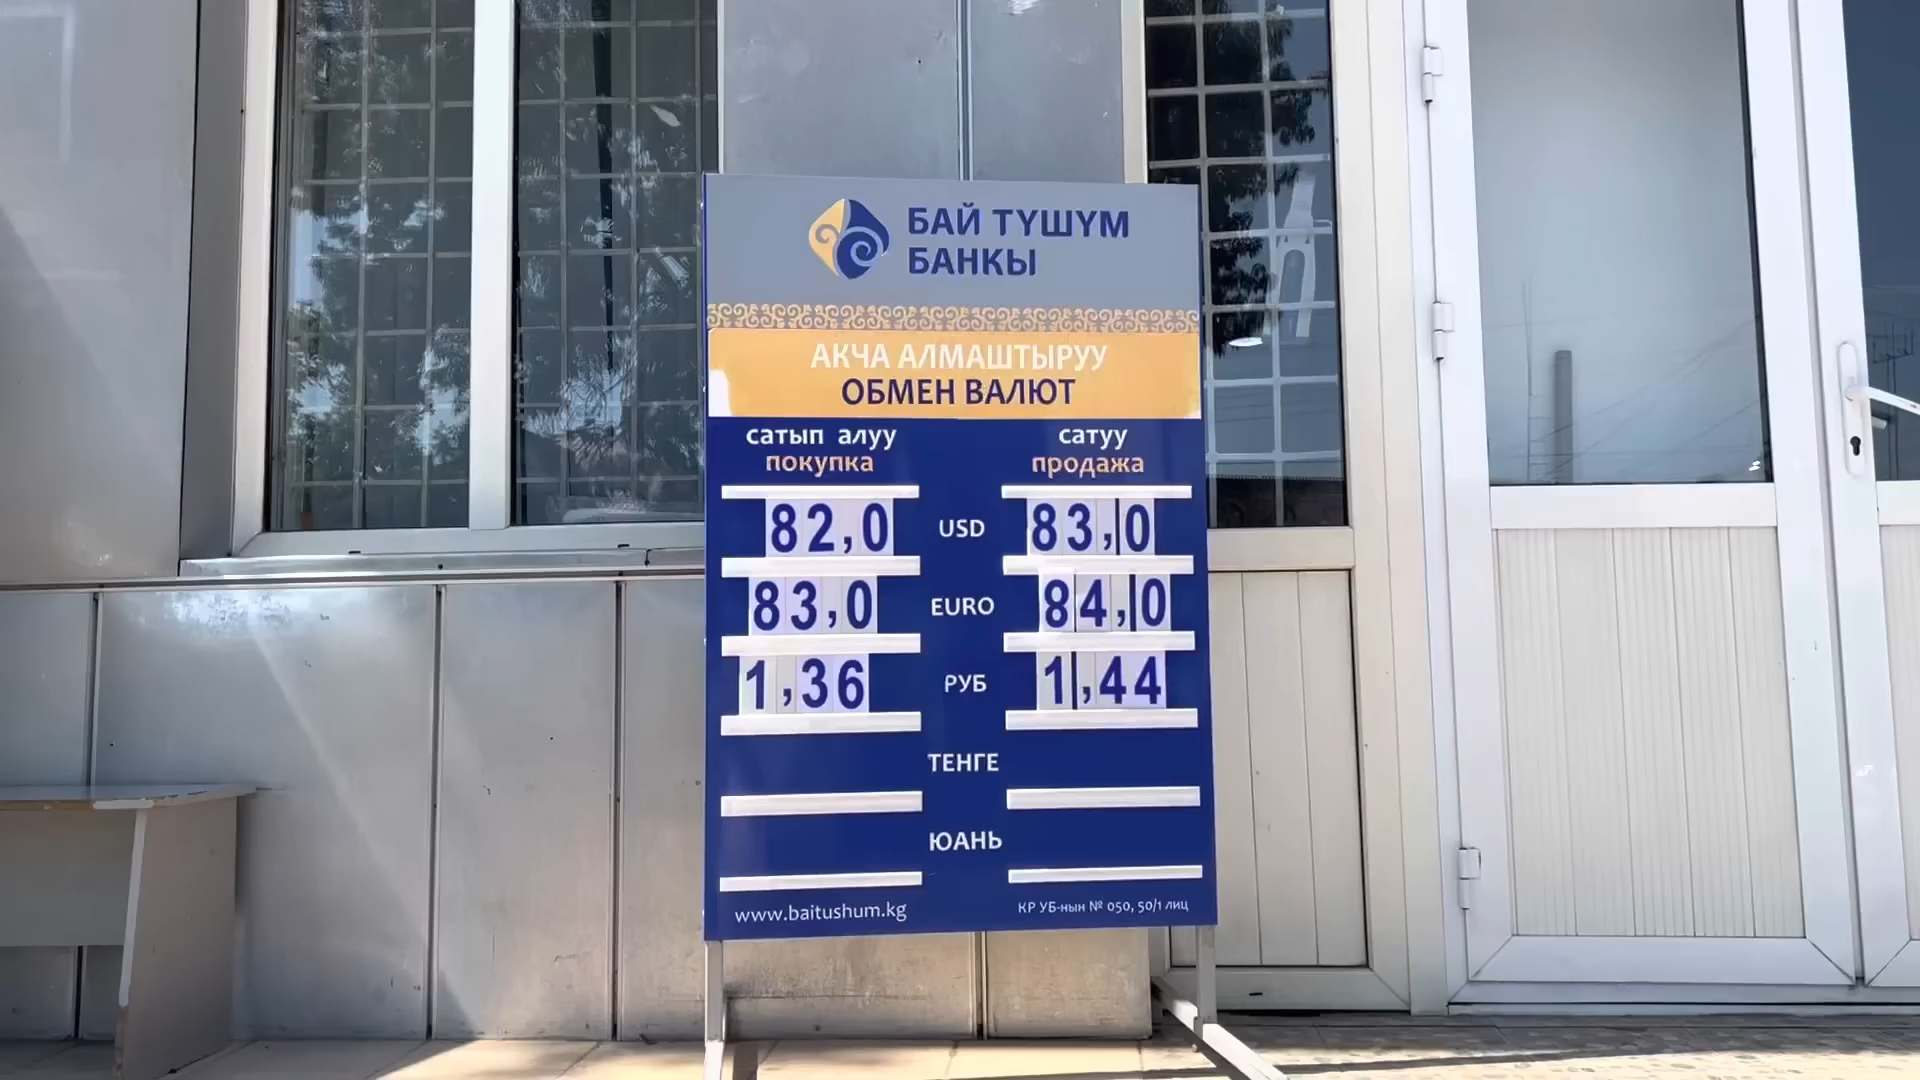 БАЙ ТҮШҮМ
БАНКЫ
АКЧА АЛМАШТЫРУУ
ОБМЕН ВАЛЮТ
сатып алуу сатуу
покупка продажа
82,0 USD 83,0
83,0 EURO 84,0
1,36 РУБ 1,44
ТЕНГЕ
ЮАНЬ
www.baitushum.kg КР УБ-нын № 050, 50/1 лиц